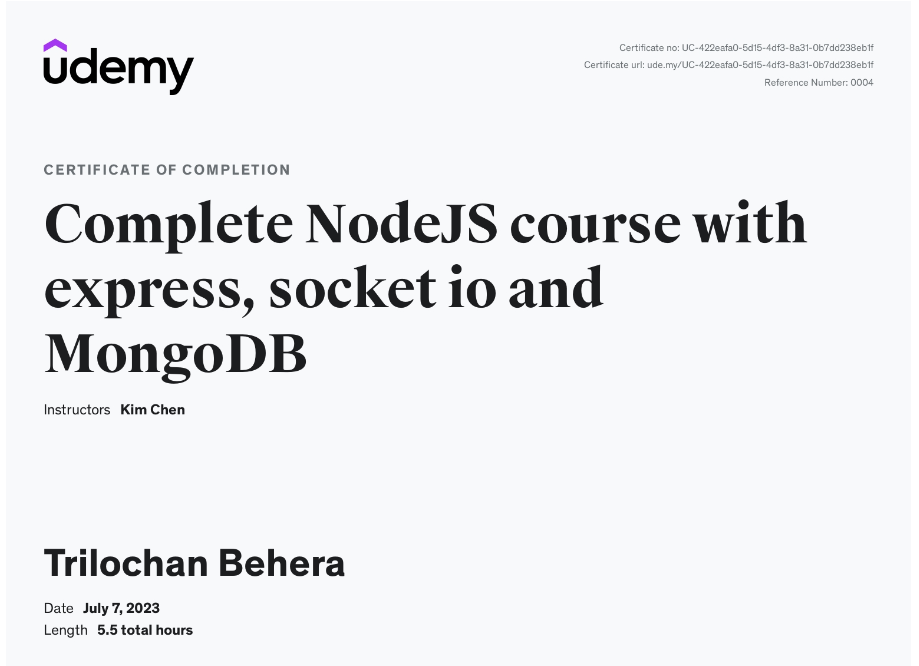 udemy
Certificate no: UC-422eafa0-5d15-4df3-8a31-0b7dd238eb1f
Certificate url: ude.my/UC-422eafa0-5d15-4df3-8a31-0b7dd238eb1f
Reference Number: 0004
CERTIFICATE OF COMPLETION
Complete NodeJS course with
express, socket io and
MongoDB
Instructors Kim Chen
Trilochan Behera
Date July 7, 2023
Length 5.5 total hours